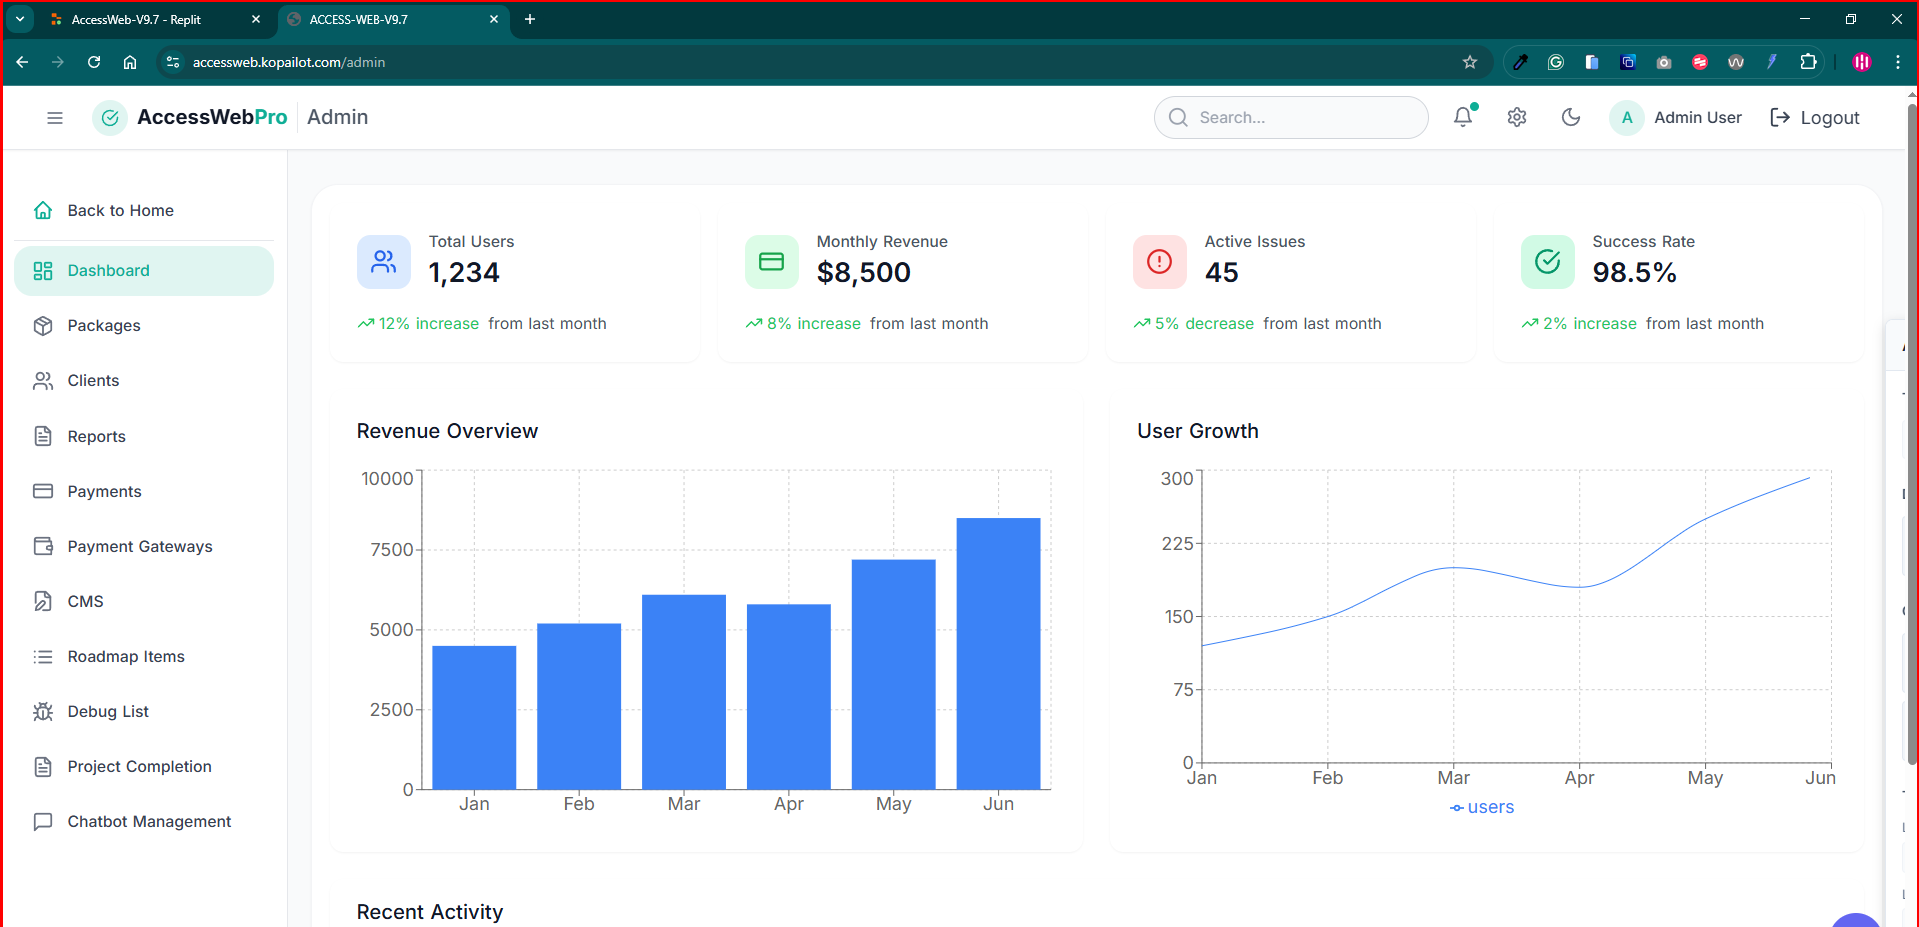 AccessWeb-V9.7 - Replit
ACCESS-WEB-V9.7
accessweb.kopailot.com/admin
AccessWebPro
Admin
Search...
A
Admin User
Logout
Back to Home
Dashboard
Packages
Clients
Reports
Payments
Payment Gateways
CMS
Roadmap Items
Debug List
Project Completion
Chatbot Management
Total Users
1,234
12% increase from last month
Monthly Revenue
$8,500
8% increase from last month
Active Issues
45
5% decrease from last month
Success Rate
98.5%
2% increase from last month
Revenue Overview
10000
7500
5000
2500
0
Jan Feb Mar Apr May Jun
User Growth
300
225
150
75
0
Jan Feb Mar Apr May Jun
users
Recent Activity